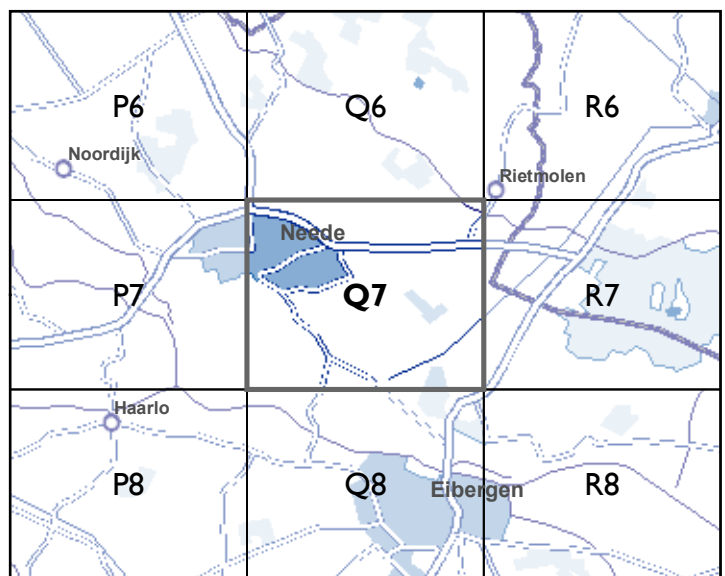 P6
Q6
R6
Noordijk
Rietmolen
Neede
P7
Q7
R7
Haarlo
P8
Q8
Eibergen
R8